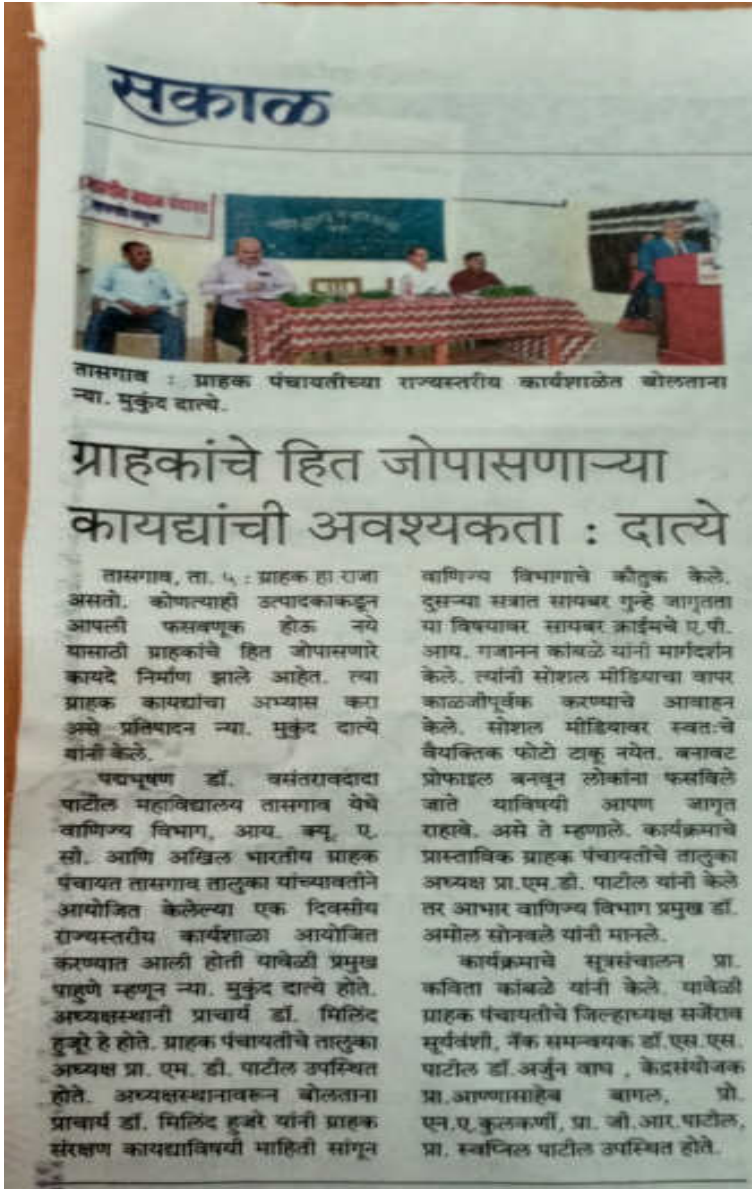 सकाळ
तासगाव : ग्राहक पंचायतीच्या राज्यस्तरीय कार्यशाळेत बोलताना
न्या. मुकुंद दात्ये.
ग्राहकांचे हित जोपासणाऱ्या
कायद्यांची अवश्यकता : दात्ये
तासगाव, ता. ५ : ग्राहक हा राजा
असतो. कोणत्याही उत्पादकाकडून
आपली फसवणूक होऊ नये
यासाठी ग्राहकांचे हित जोपासणारे
कायदे निर्माण झाले आहेत. त्या
ग्राहक कायद्यांचा अभ्यास करा
असे प्रतिपादन न्या. मुकुंद दात्ये
यांनी केले.
पद्मभूषण डॉ. वसंतरावदादा
पाटील महाविद्यालय तासगाव येथे
वाणिज्य विभाग, आय. क्यू. ए.
सी. आणि अखिल भारतीय ग्राहक
पंचायत तासगाव तालुका यांच्यावतीने
आयोजित केलेल्या एक दिवसीय
राज्यस्तरीय कार्यशाळा आयोजित
करण्यात आली होती यावेळी प्रमुख
पाहुणे म्हणून न्या. मुकुंद दात्ये होते.
अध्यक्षस्थानी प्राचार्य डॉ. मिलिंद
हुजरे हे होते. ग्राहक पंचायतीचे तालुका
अध्यक्ष प्रा. एम. डी. पाटील उपस्थित
होते. अध्यक्षस्थानावरून बोलताना
प्राचार्य डॉ. मिलिंद हुजरे यांनी ग्राहक
संरक्षण कायद्याविषयी माहिती सांगून
वाणिज्य विभागाचे कौतुक केले.
दुसऱ्या सत्रात सायबर गुन्हे जागृतता
या विषयावर सायबर क्राईमचे ए.पी.
आय. गजानन कांबळे यांनी मार्गदर्शन
केले. त्यांनी सोशल मीडियाचा वापर
काळजीपूर्वक करण्याचे आवाहन
केले. सोशल मीडियावर स्वतःचे
वैयक्तिक फोटो टाकू नयेत. बनावट
प्रोफाइल बनवून लोकांना फसविले
जाते याविषयी आपण जागृत
राहावे. असे ते म्हणाले. कार्यक्रमाचे
प्रास्ताविक ग्राहक पंचायतीचे तालुका
अध्यक्ष प्रा.एम.डी. पाटील यांनी केले
तर आभार वाणिज्य विभाग प्रमुख डॉ.
अमोल सोनवले यांनी मानले.
कार्यक्रमाचे सूत्रसंचालन प्रा.
कविता कांबळे यांनी केले. यावेळी
ग्राहक पंचायतीचे जिल्हाध्यक्ष सर्जेराव
सूर्यवंशी, नॅक समन्वयक डॉ.एस.एस.
पाटील डॉ.अर्जुन वाघ , केंद्रसंयोजक
प्रा.आण्णासाहेब बागल, प्रो.
एन.ए.कुलकर्णी, प्रा. जी.आर.पाटील,
प्रा. स्वप्निल पाटील उपस्थित होते.